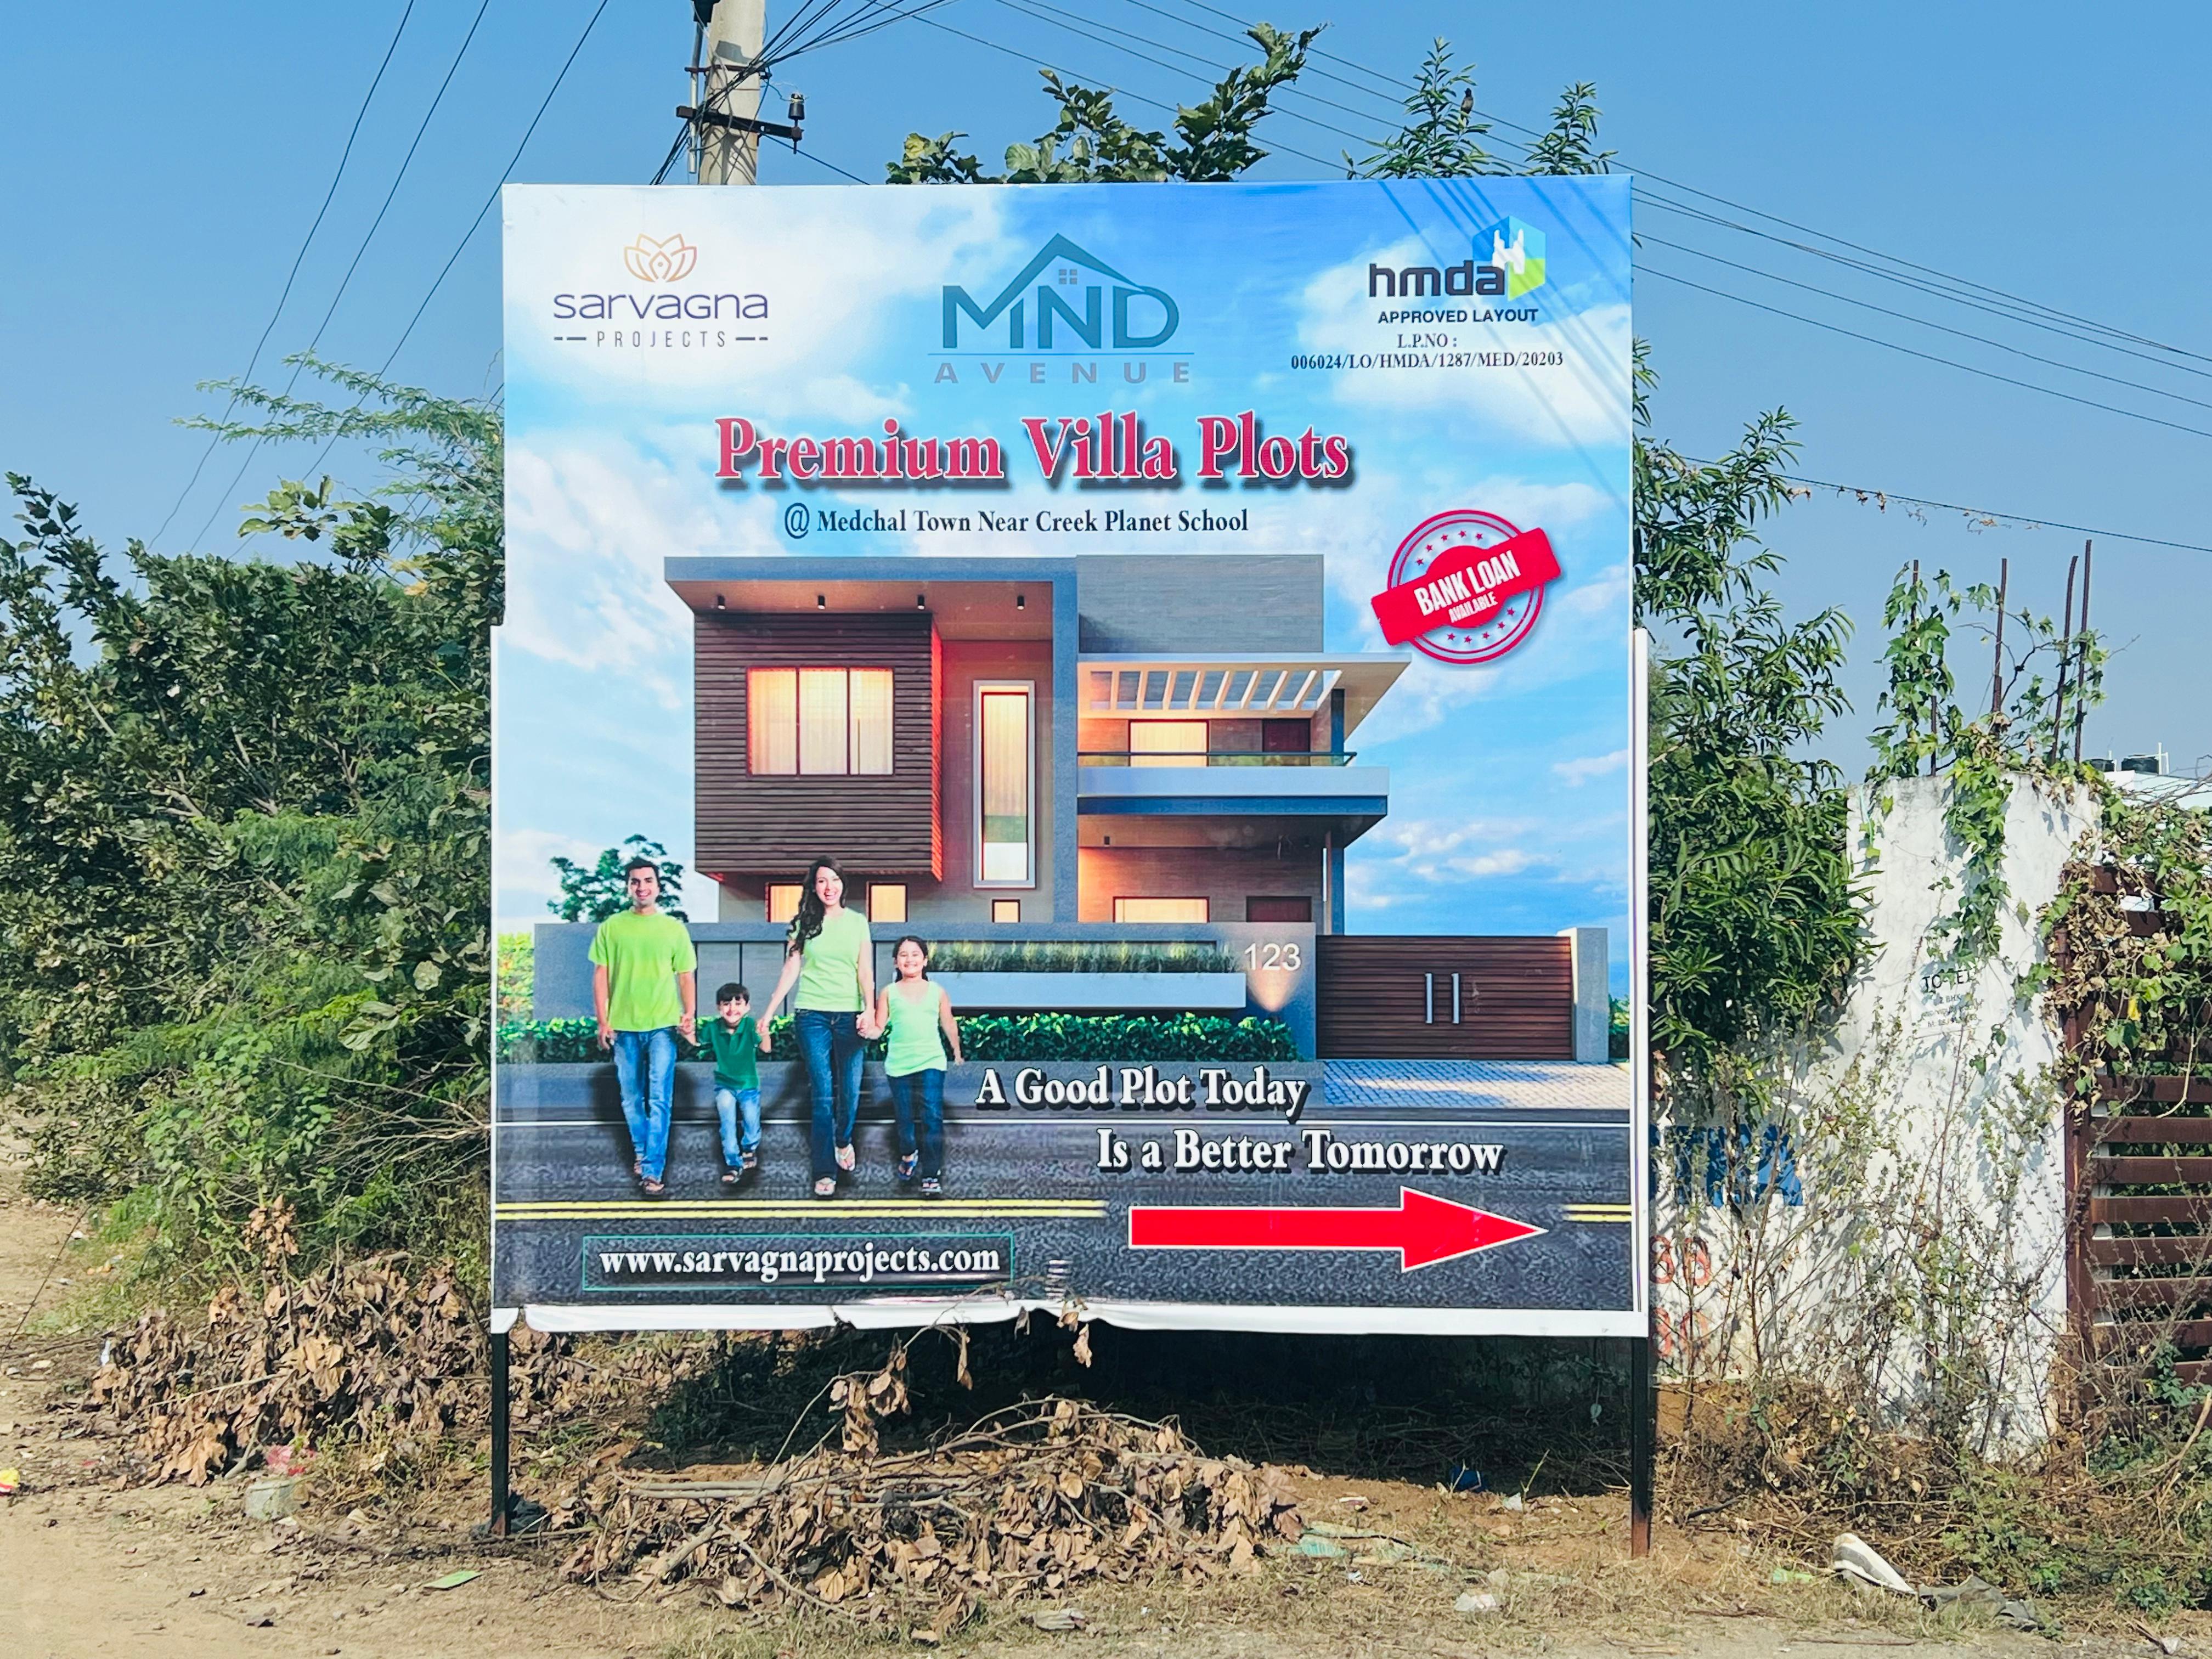 sarvagna
PROJECTS
MND
AVENUE
hmda
APPROVED LAYOUT
L.P.NO :
006024/LO/HMDA/1287/MED/20203
Premium Villa Plots
@ Medchal Town Near Creek Planet School
BANK LOAN
AVAILABLE
123
A Good Plot Today
Is a Better Tomorrow
www.sarvagnaprojects.com